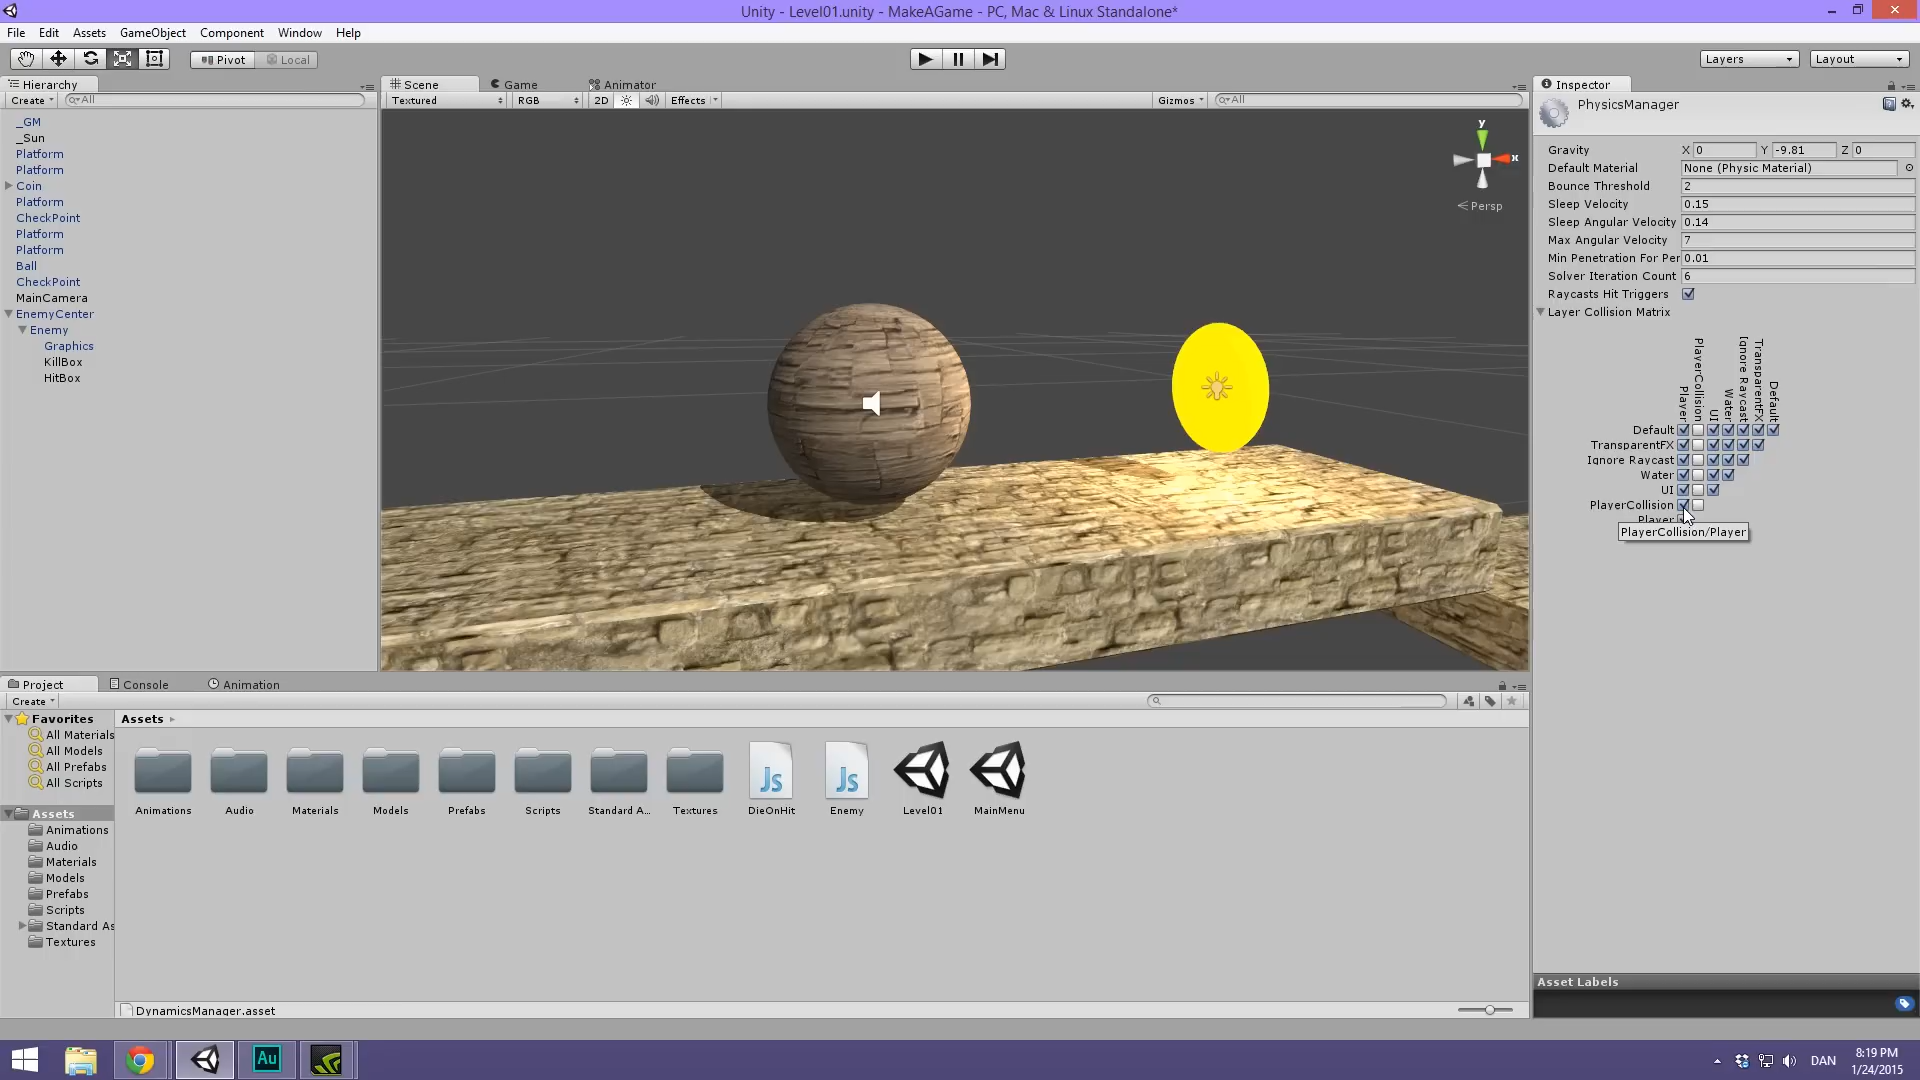 Unity - Level01.unity - MakeAGame - PC, Mac & Linux Standalone*
File Edit Assets GameObject Component Window Help
Pivot Local Layers Layout
Hierarchy
Create All
_GM
_Sun
Platform
Platform
Coin
Platform
CheckPoint
Platform
Platform
Ball
CheckPoint
MainCamera
EnemyCenter
Enemy
Graphics
KillBox
HitBox
Scene Game Animator
Textured RGB 2D Effects Gizmos All
y
x
Persp
Inspector
PhysicsManager
Gravity X 0 Y -9.81 Z 0
Default Material None (Physic Material)
Bounce Threshold 2
Sleep Velocity 0.15
Sleep Angular Velocity 0.14
Max Angular Velocity 7
Min Penetration For Per 0.01
Solver Iteration Count 6
Raycasts Hit Triggers
Layer Collision Matrix
Player PlayerCollision UI Water Ignore Raycast TransparentFX Default
Default
TransparentFX
Ignore Raycast
Water
UI
PlayerCollision
Player
PlayerCollision/Player
Project Console Animation
Create
Favorites
All Materials
All Models
All Prefabs
All Scripts
Assets
Animations
Audio
Materials
Models
Prefabs
Scripts
Standard As
Textures
Assets
Js Js
Animations Audio Materials Models Prefabs Scripts Standard A... Textures DieOnHit Enemy Level01 MainMenu
DynamicsManager.asset
Asset Labels
Au
DAN
8:19 PM
1/24/2015